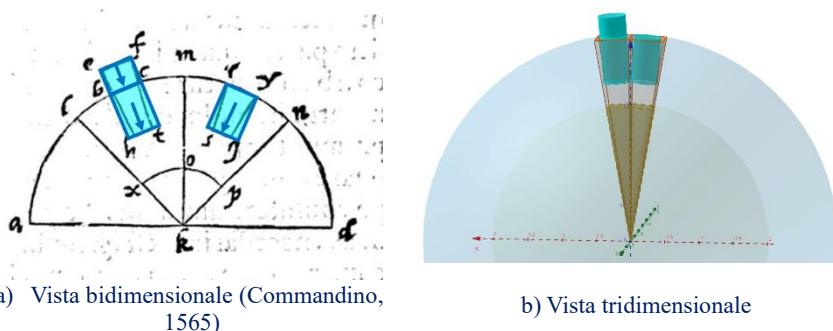 f
e
m
c
b
r
y
l
n
h
t
s
g
o
x
p
a
k
d
a) Vista bidimensionale (Commandino,
1565)
x
b) Vista tridimensionale